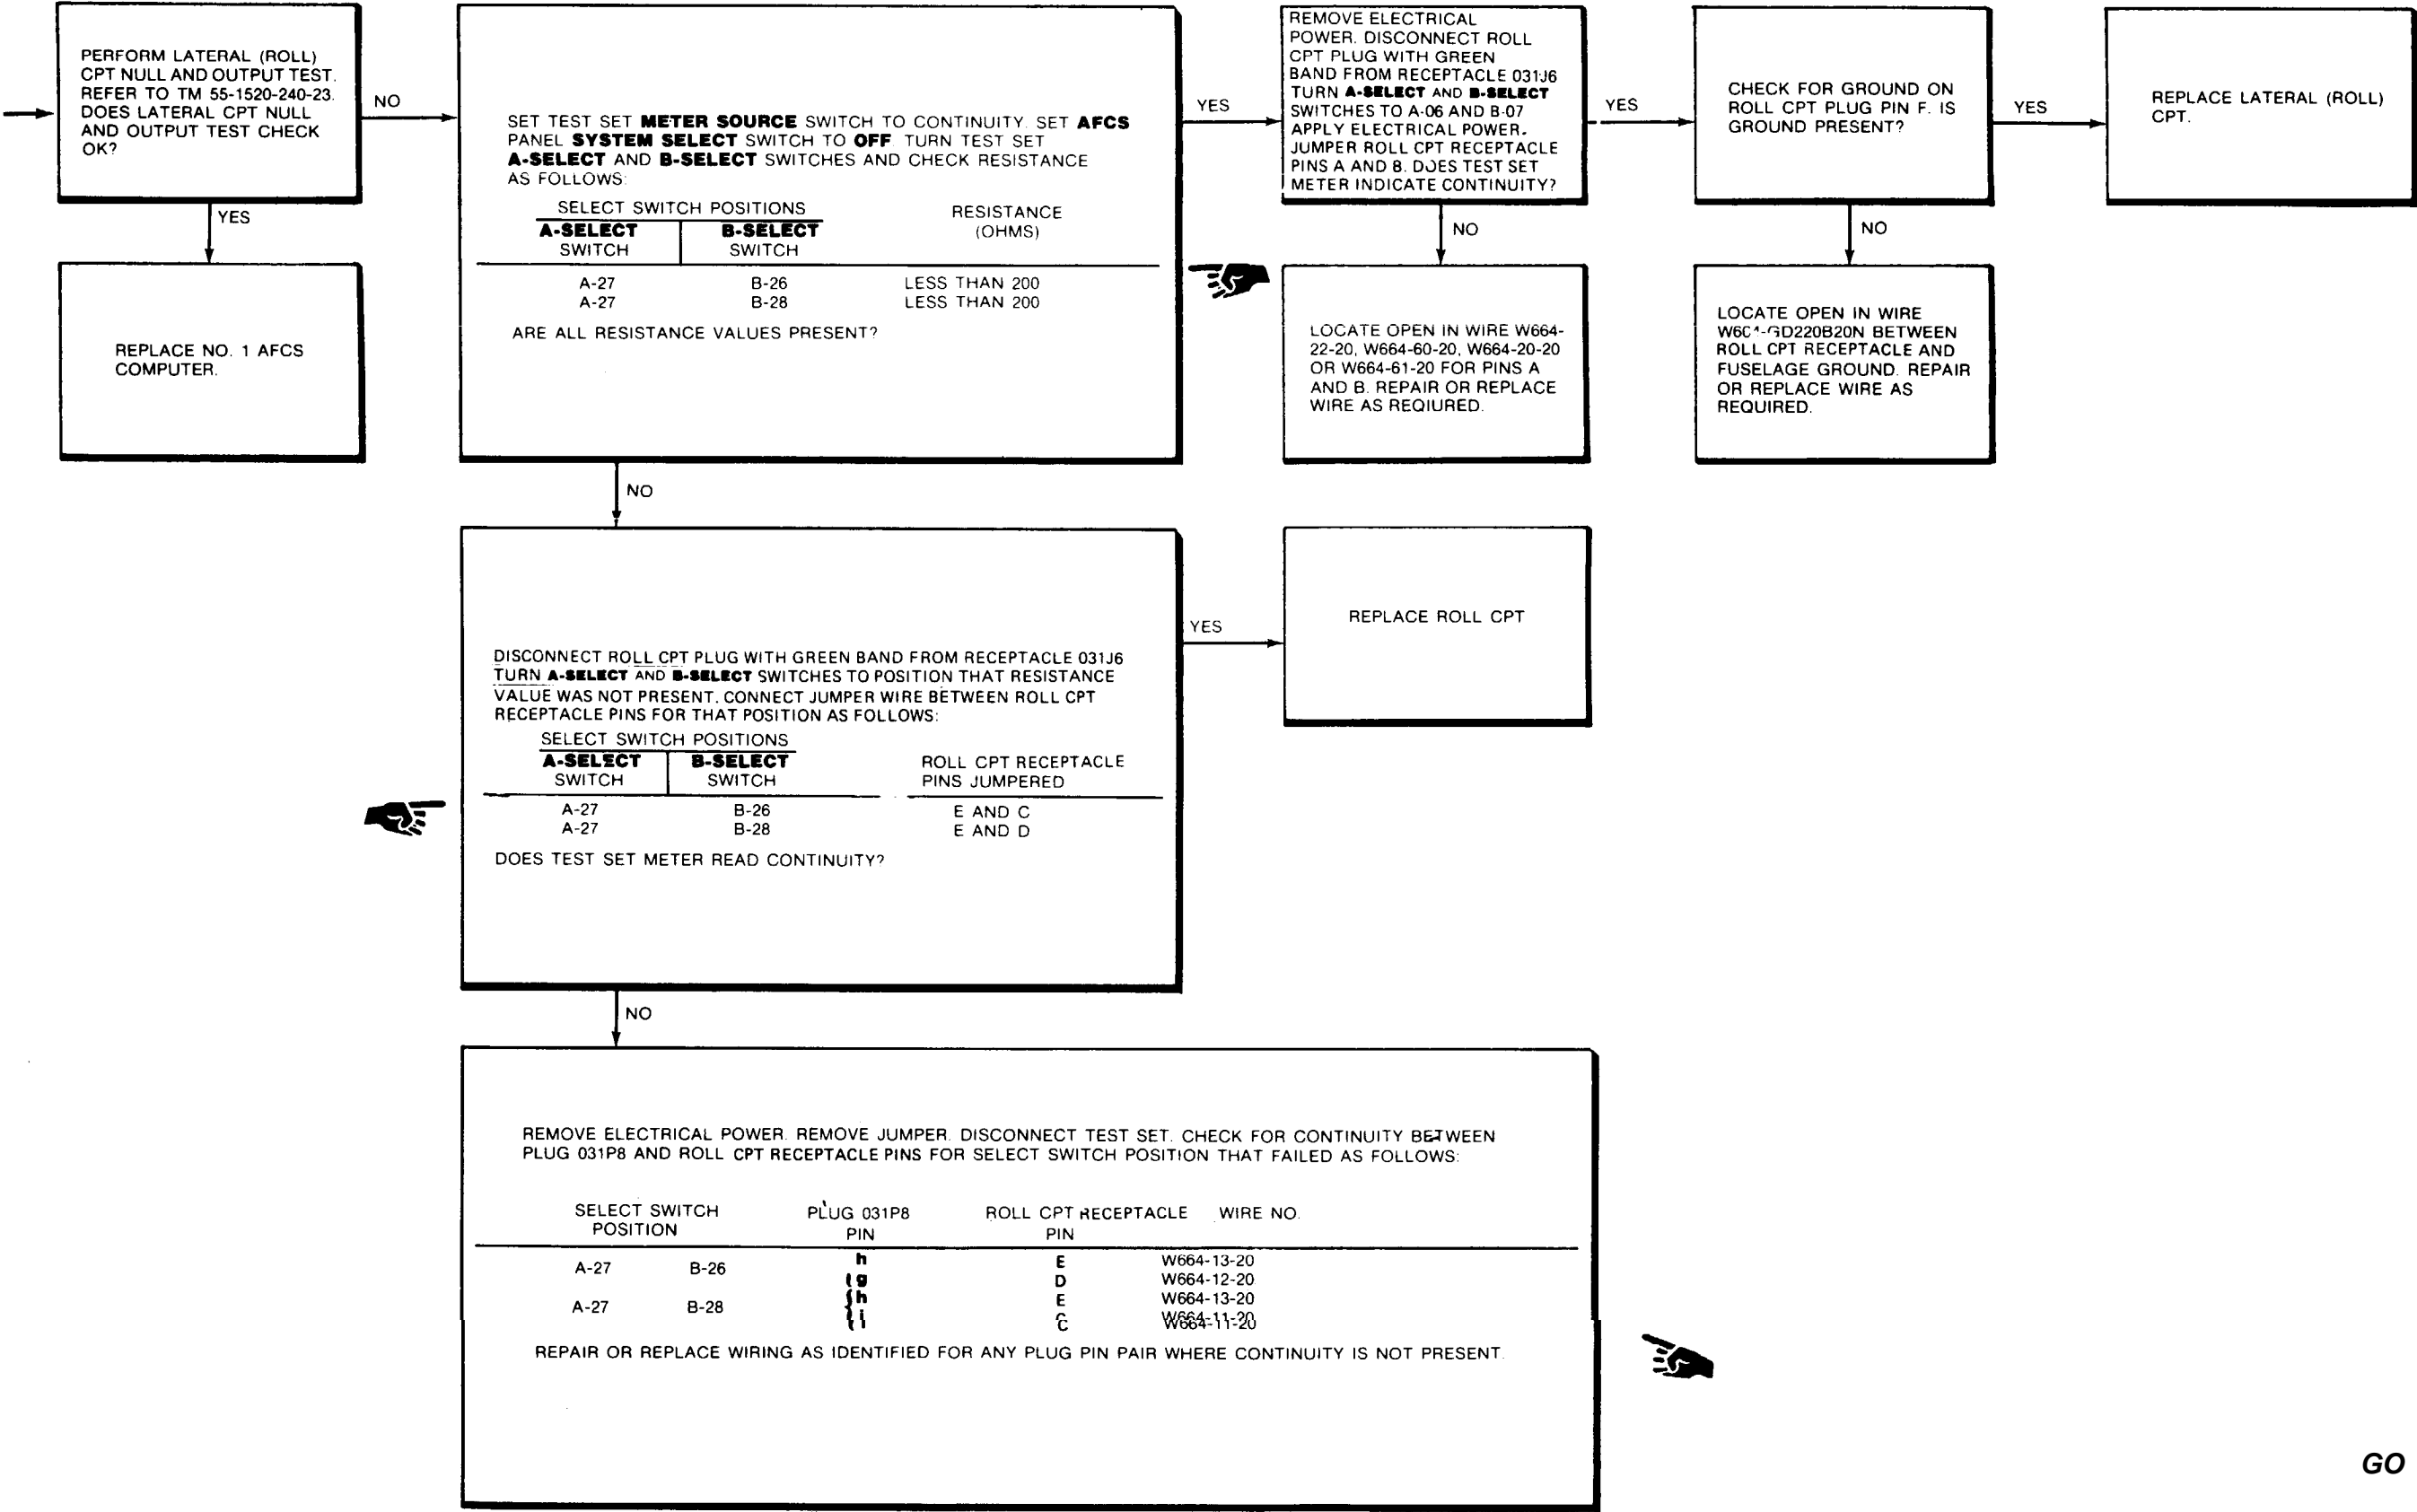 PERFORM LATERAL (ROLL)
CPT NULL AND OUTPUT TEST.
REFER TO TM 55-1520-240-23.
DOES LATERAL CPT NULL
AND OUTPUT TEST CHECK
OK?
NO
YES
REPLACE NO. 1 AFCS
COMPUTER.
SET TEST SET METER SOURCE SWITCH TO CONTINUITY. SET AFCS
PANEL SYSTEM SELECT SWITCH TO OFF. TURN TEST SET
A-SELECT AND B-SELECT SWITCHES AND CHECK RESISTANCE
AS FOLLOWS:
SELECT SWITCH POSITIONS RESISTANCE
A-SELECT B-SELECT (OHMS)
SWITCH SWITCH
A-27 B-26 LESS THAN 200
A-27 B-28 LESS THAN 200
ARE ALL RESISTANCE VALUES PRESENT?
YES
REMOVE ELECTRICAL
POWER. DISCONNECT ROLL
CPT PLUG WITH GREEN
BAND FROM RECEPTACLE 031J6
TURN A-SELECT AND B-SELECT
SWITCHES TO A-06 AND B-07
APPLY ELECTRICAL POWER.
JUMPER ROLL CPT RECEPTACLE
PINS A AND B. DOES TEST SET
METER INDICATE CONTINUITY?
YES
CHECK FOR GROUND ON
ROLL CPT PLUG PIN F. IS
GROUND PRESENT?
YES
REPLACE LATERAL (ROLL)
CPT.
NO
LOCATE OPEN IN WIRE W664-
22-20, W664-60-20, W664-20-20
OR W664-61-20 FOR PINS A
AND B. REPAIR OR REPLACE
WIRE AS REQIURED.
NO
LOCATE OPEN IN WIRE
-GD220B20N BETWEEN
ROLL CPT RECEPTACLE AND
FUSELAGE GROUND. REPAIR
OR REPLACE WIRE AS
REQUIRED.
NO
DISCONNECT ROLL CPT PLUG WITH GREEN BAND FROM RECEPTACLE 031J6
TURN A-SELECT AND B-SELECT SWITCHES TO POSITION THAT RESISTANCE
VALUE WAS NOT PRESENT. CONNECT JUMPER WIRE BETWEEN ROLL CPT
RECEPTACLE PINS FOR THAT POSITION AS FOLLOWS:
SELECT SWITCH POSITIONS
A-SELECT B-SELECT ROLL CPT RECEPTACLE
SWITCH SWITCH PINS JUMPERED
A-27 B-26 E AND C
A-27 B-28 E AND D
DOES TEST SET METER READ CONTINUITY?
YES
REPLACE ROLL CPT
NO
REMOVE ELECTRICAL POWER. REMOVE JUMPER. DISCONNECT TEST SET. CHECK FOR CONTINUITY BETWEEN
PLUG 031P8 AND ROLL CPT RECEPTACLE PINS FOR SELECT SWITCH POSITION THAT FAILED AS FOLLOWS:
SELECT SWITCH PLUG 031P8 ROLL CPT RECEPTACLE WIRE NO.
POSITION PIN PIN
A-27 B-26 h E W664-13-20
g D W664-12-20
A-27 B-28 h E W664-13-20
i C W664-11-20
REPAIR OR REPLACE WIRING AS IDENTIFIED FOR ANY PLUG PIN PAIR WHERE CONTINUITY IS NOT PRESENT.
GO